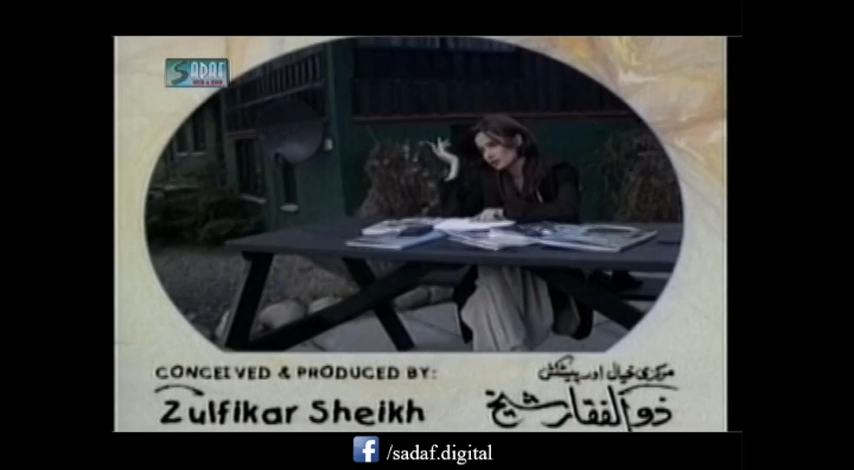 SADAF
CONCEIVED & PRODUCED BY:
Zulfikar Sheikh
مرکزی خیال اور پیشکش
ذوالفقار شیخ
f /sadaf.digital